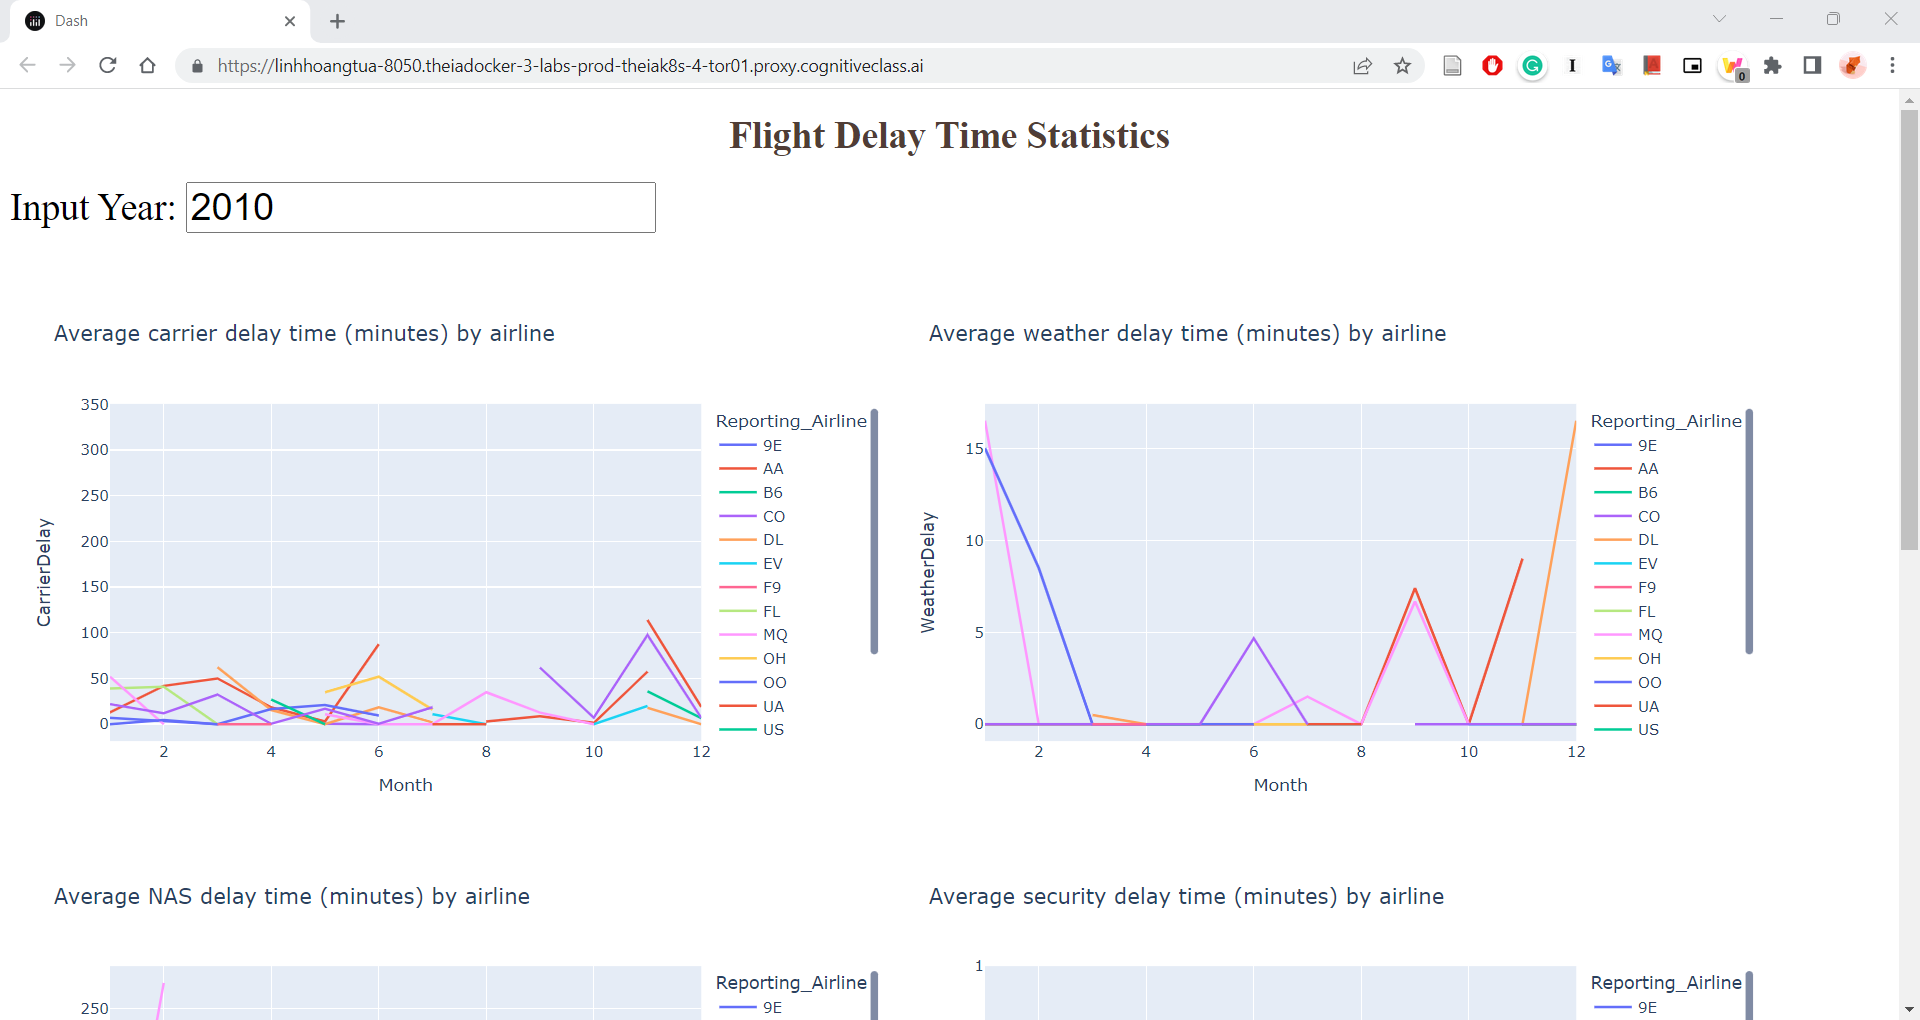 Dash
https://linhhoangtua-8050.theiadocker-3-labs-prod-theiak8s-4-tor01.proxy.cognitiveclass.ai
0
Flight Delay Time Statistics
Input Year: 2010
Average carrier delay time (minutes) by airline
350
300
250
200
150
100
50
0
CarrierDelay
2 4 6 8 10 12
Month
Reporting_Airline
9E
AA
B6
CO
DL
EV
F9
FL
MQ
OH
OO
UA
US
Average weather delay time (minutes) by airline
15
10
5
0
WeatherDelay
2 4 6 8 10 12
Month
Reporting_Airline
9E
AA
B6
CO
DL
EV
F9
FL
MQ
OH
OO
UA
US
Average NAS delay time (minutes) by airline
250
Reporting_Airline
9E
Average security delay time (minutes) by airline
1
Reporting_Airline
9E